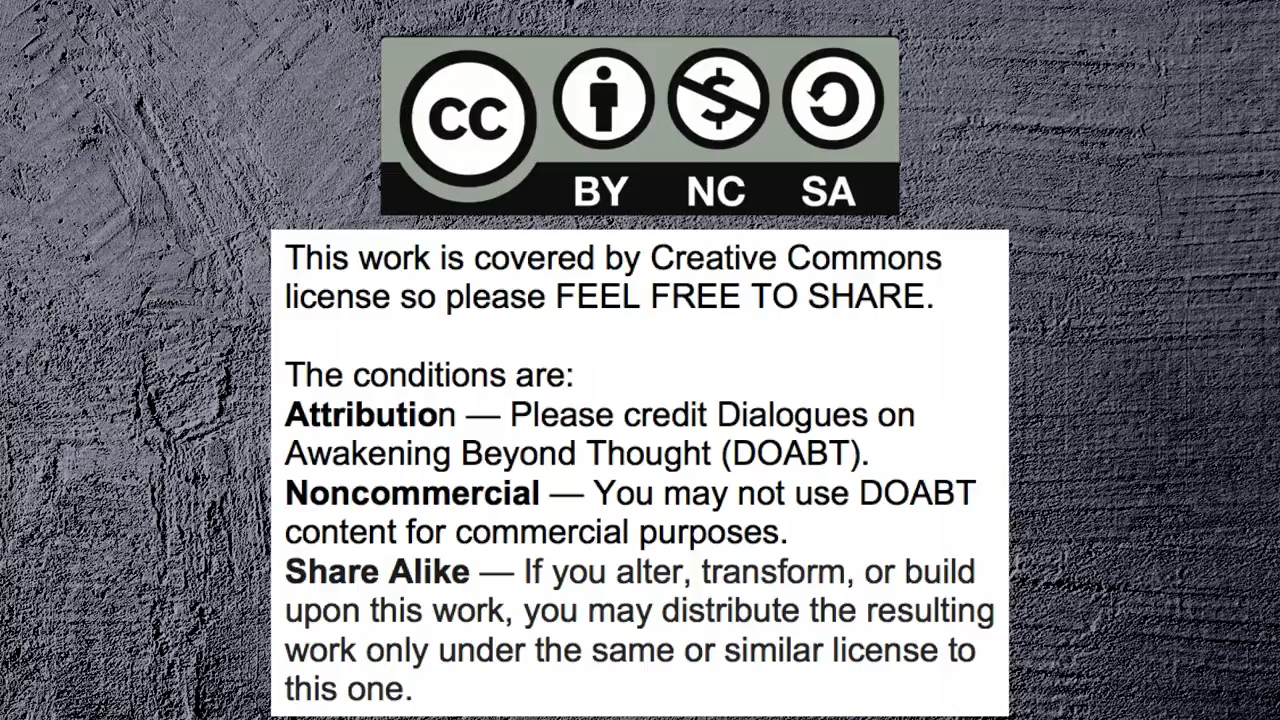 cc
BY NC SA
This work is covered by Creative Commons
license so please FEEL FREE TO SHARE.
The conditions are:
Attribution — Please credit Dialogues on
Awakening Beyond Thought (DOABT).
Noncommercial — You may not use DOABT
content for commercial purposes.
Share Alike — If you alter, transform, or build
upon this work, you may distribute the resulting
work only under the same or similar license to
this one.